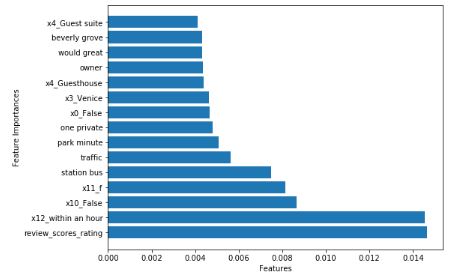 x4_Guest suite
beverly grove
would great
owner
x4_Guesthouse
x3_Venice
x0_False
one private
park minute
traffic
station bus
x11_f
x10_False
x12_within an hour
review_scores_rating
Feature Importances
0.000 0.002 0.004 0.006 0.008 0.010 0.012 0.014
Features